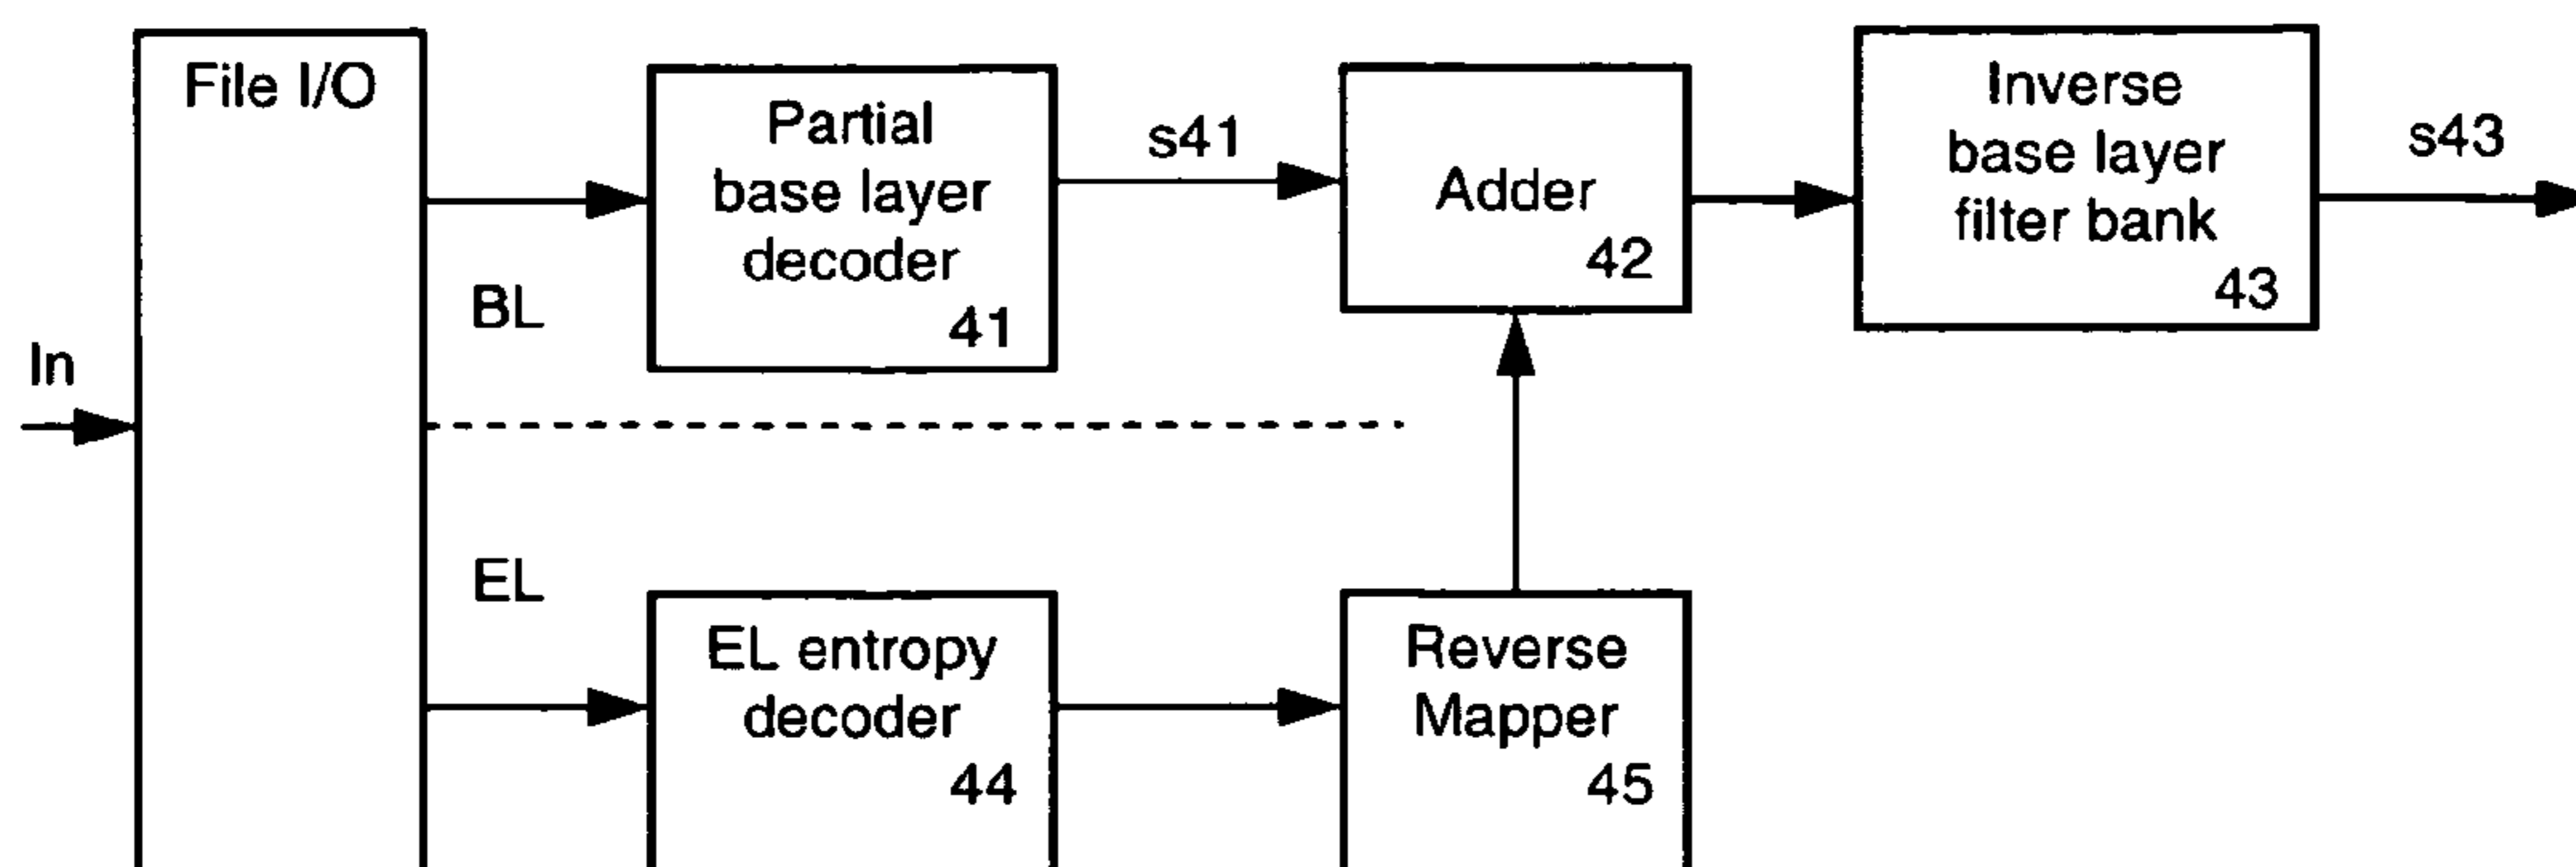 File I/O
In
BL
EL
Partial
base layer
decoder
41
s41
Adder
42
Inverse
base layer
filter bank
43
s43
EL entropy
decoder
44
Reverse
Mapper
45